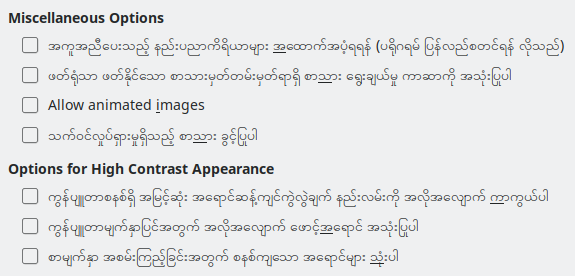 Miscellaneous Options
အကူအညီပေးသည့် နည်းပညာကိရိယာများ အထောက်အပံ့ရရန် (ပရိုဂရမ် ပြန်လည်စတင်ရန် လိုသည်)
ဖတ်ရုံသာ ဖတ်နိုင်သော စာသားမှတ်တမ်းမှတ်ရာရှိ စာသား ရွေးချယ်မှု ကာဆာကို အသုံးပြုပါ
Allow animated images
သက်ဝင်လှုပ်ရှားမှုရှိသည့် စာသား ခွင့်ပြုပါ
Options for High Contrast Appearance
ကွန်ပျူတာစနစ်ရှိ အမြင့်ဆုံး အရောင်ဆန့်ကျင်ကွဲလွဲချက် နည်းလမ်းကို အလိုအလျောက် ကာကွယ်ပါ
ကွန်ပျူတာမျက်နှာပြင်အတွက် အလိုအလျောက် ဖောင့်အရောင် အသုံးပြုပါ
စာမျက်နှာ အစမ်းကြည့်ခြင်းအတွက် စနစ်ကျသော အရောင်များ သုံးပါ